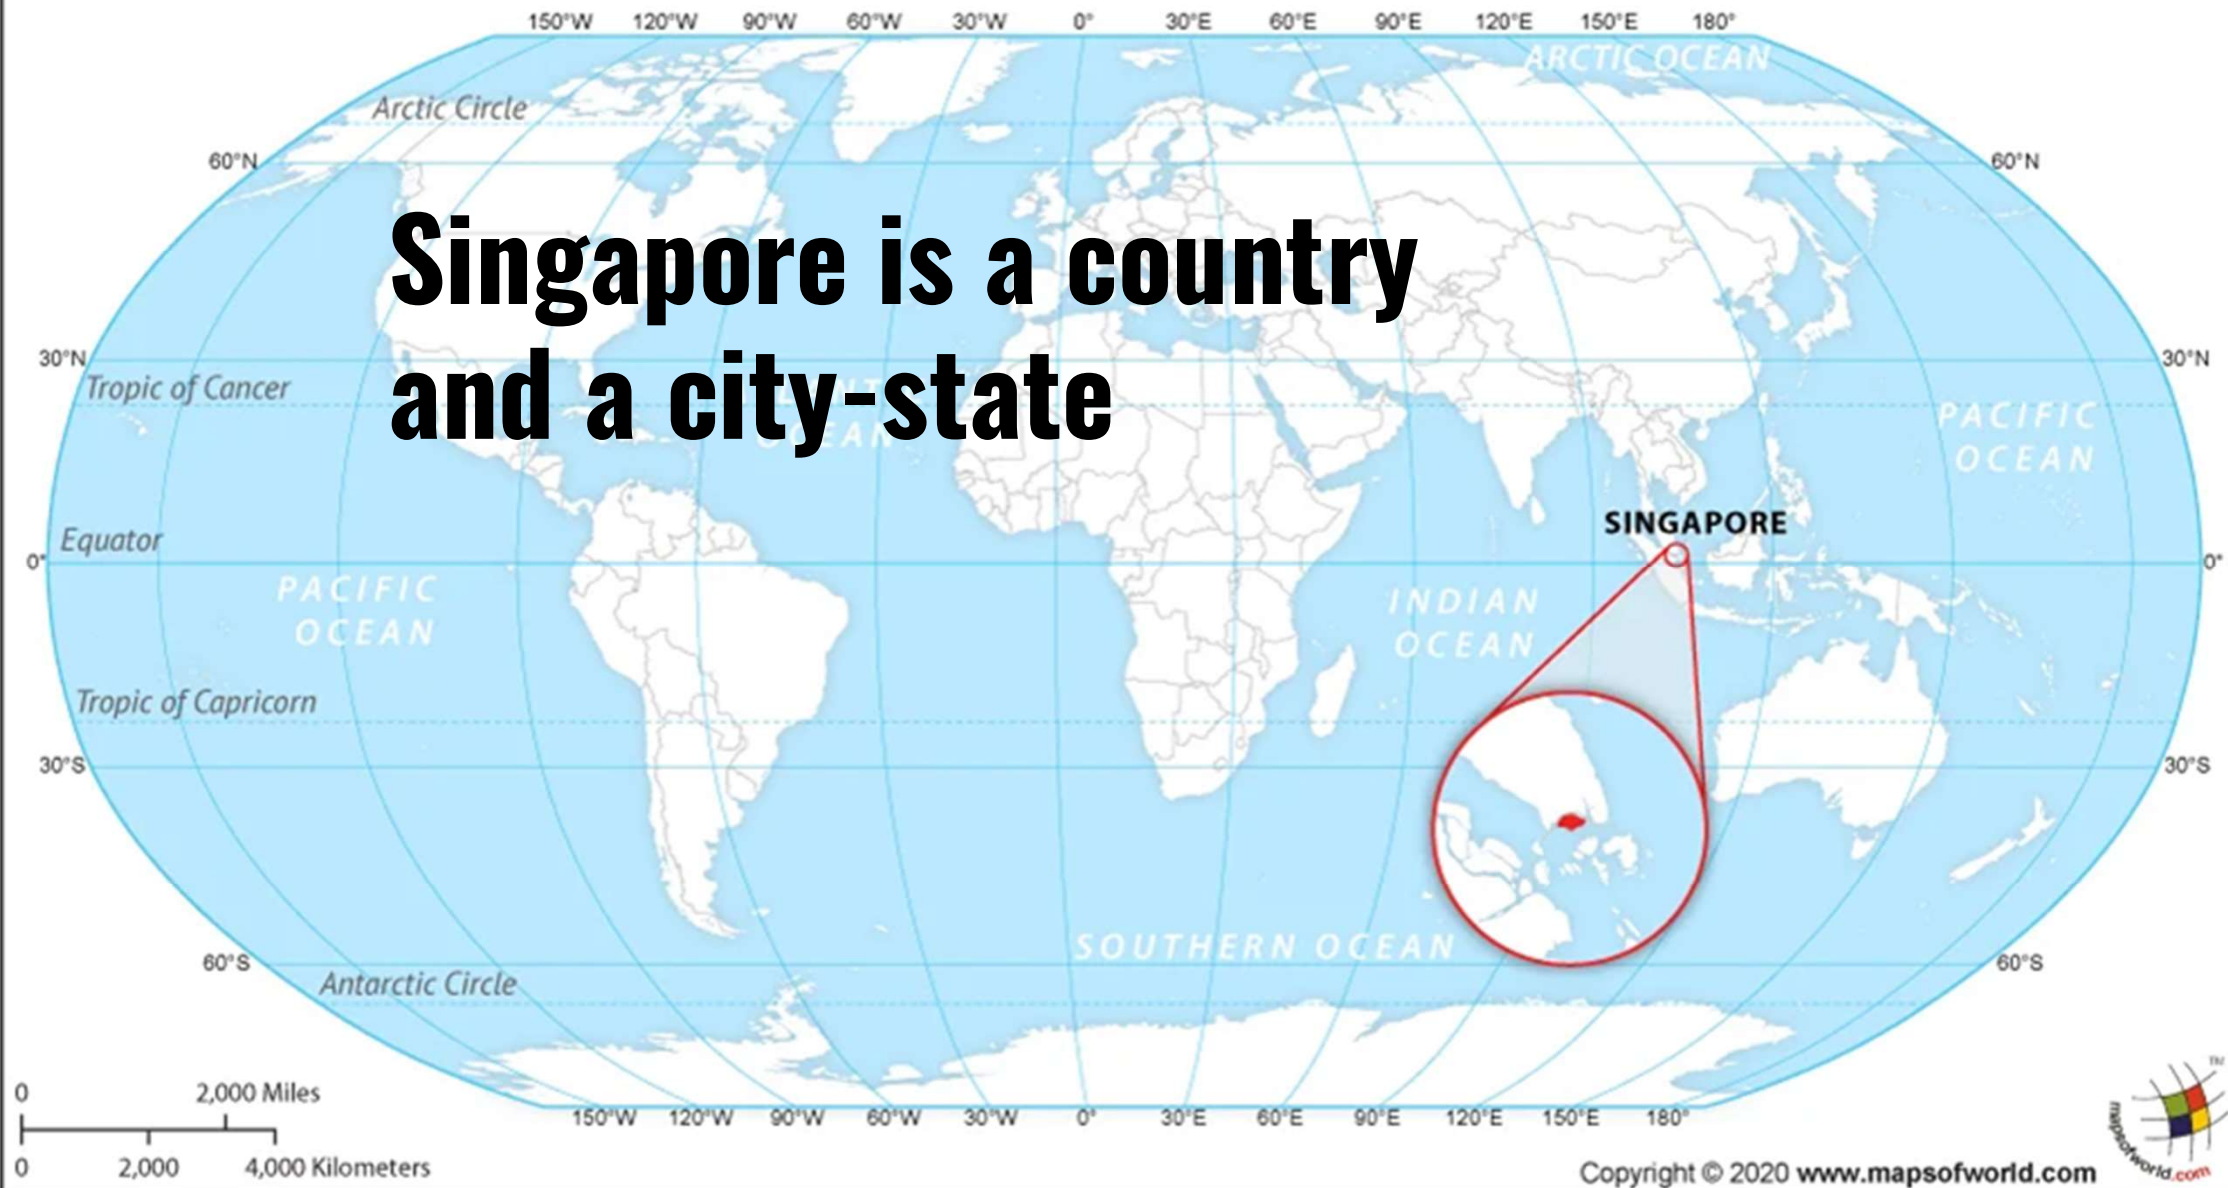 150°W 120°W 90°W 60°W 30°W 0° 30°E 60°E 90°E 120°E 150°E 180°
ARCTIC OCEAN
Arctic Circle
60°N 60°N
Singapore is a country
and a city-state
30°N 30°N
Tropic of Cancer
PACIFIC
OCEAN
OCEAN
SINGAPORE
Equator
0° 0°
PACIFIC
OCEAN
INDIAN
OCEAN
Tropic of Capricorn
30°S 30°S
SOUTHERN OCEAN
60°S 60°S
Antarctic Circle
0 2,000 Miles
0 2,000 4,000 Kilometers
150°W 120°W 90°W 60°W 30°W 0° 30°E 60°E 90°E 120°E 150°E 180°
TM
mapsofworld.com
Copyright © 2020 www.mapsofworld.com